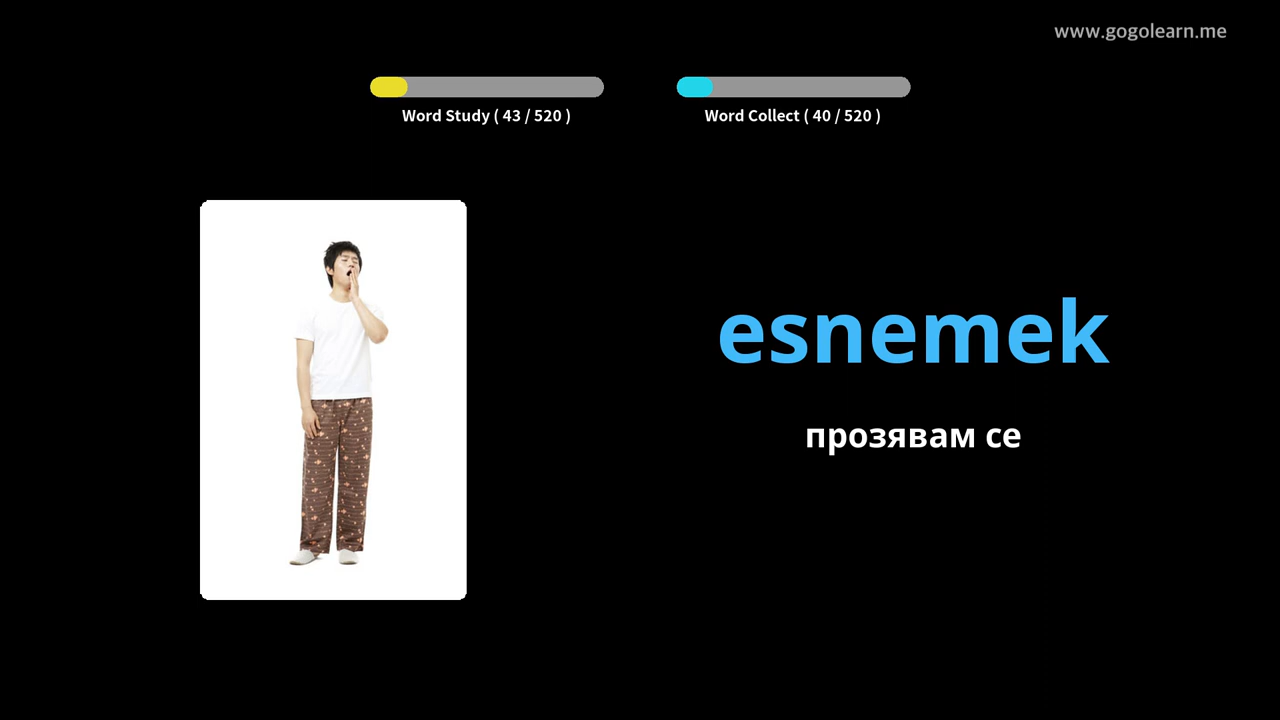 www.gogolearn.me
Word Study ( 43 / 520 )
Word Collect ( 40 / 520 )
esnemek
прозявам се